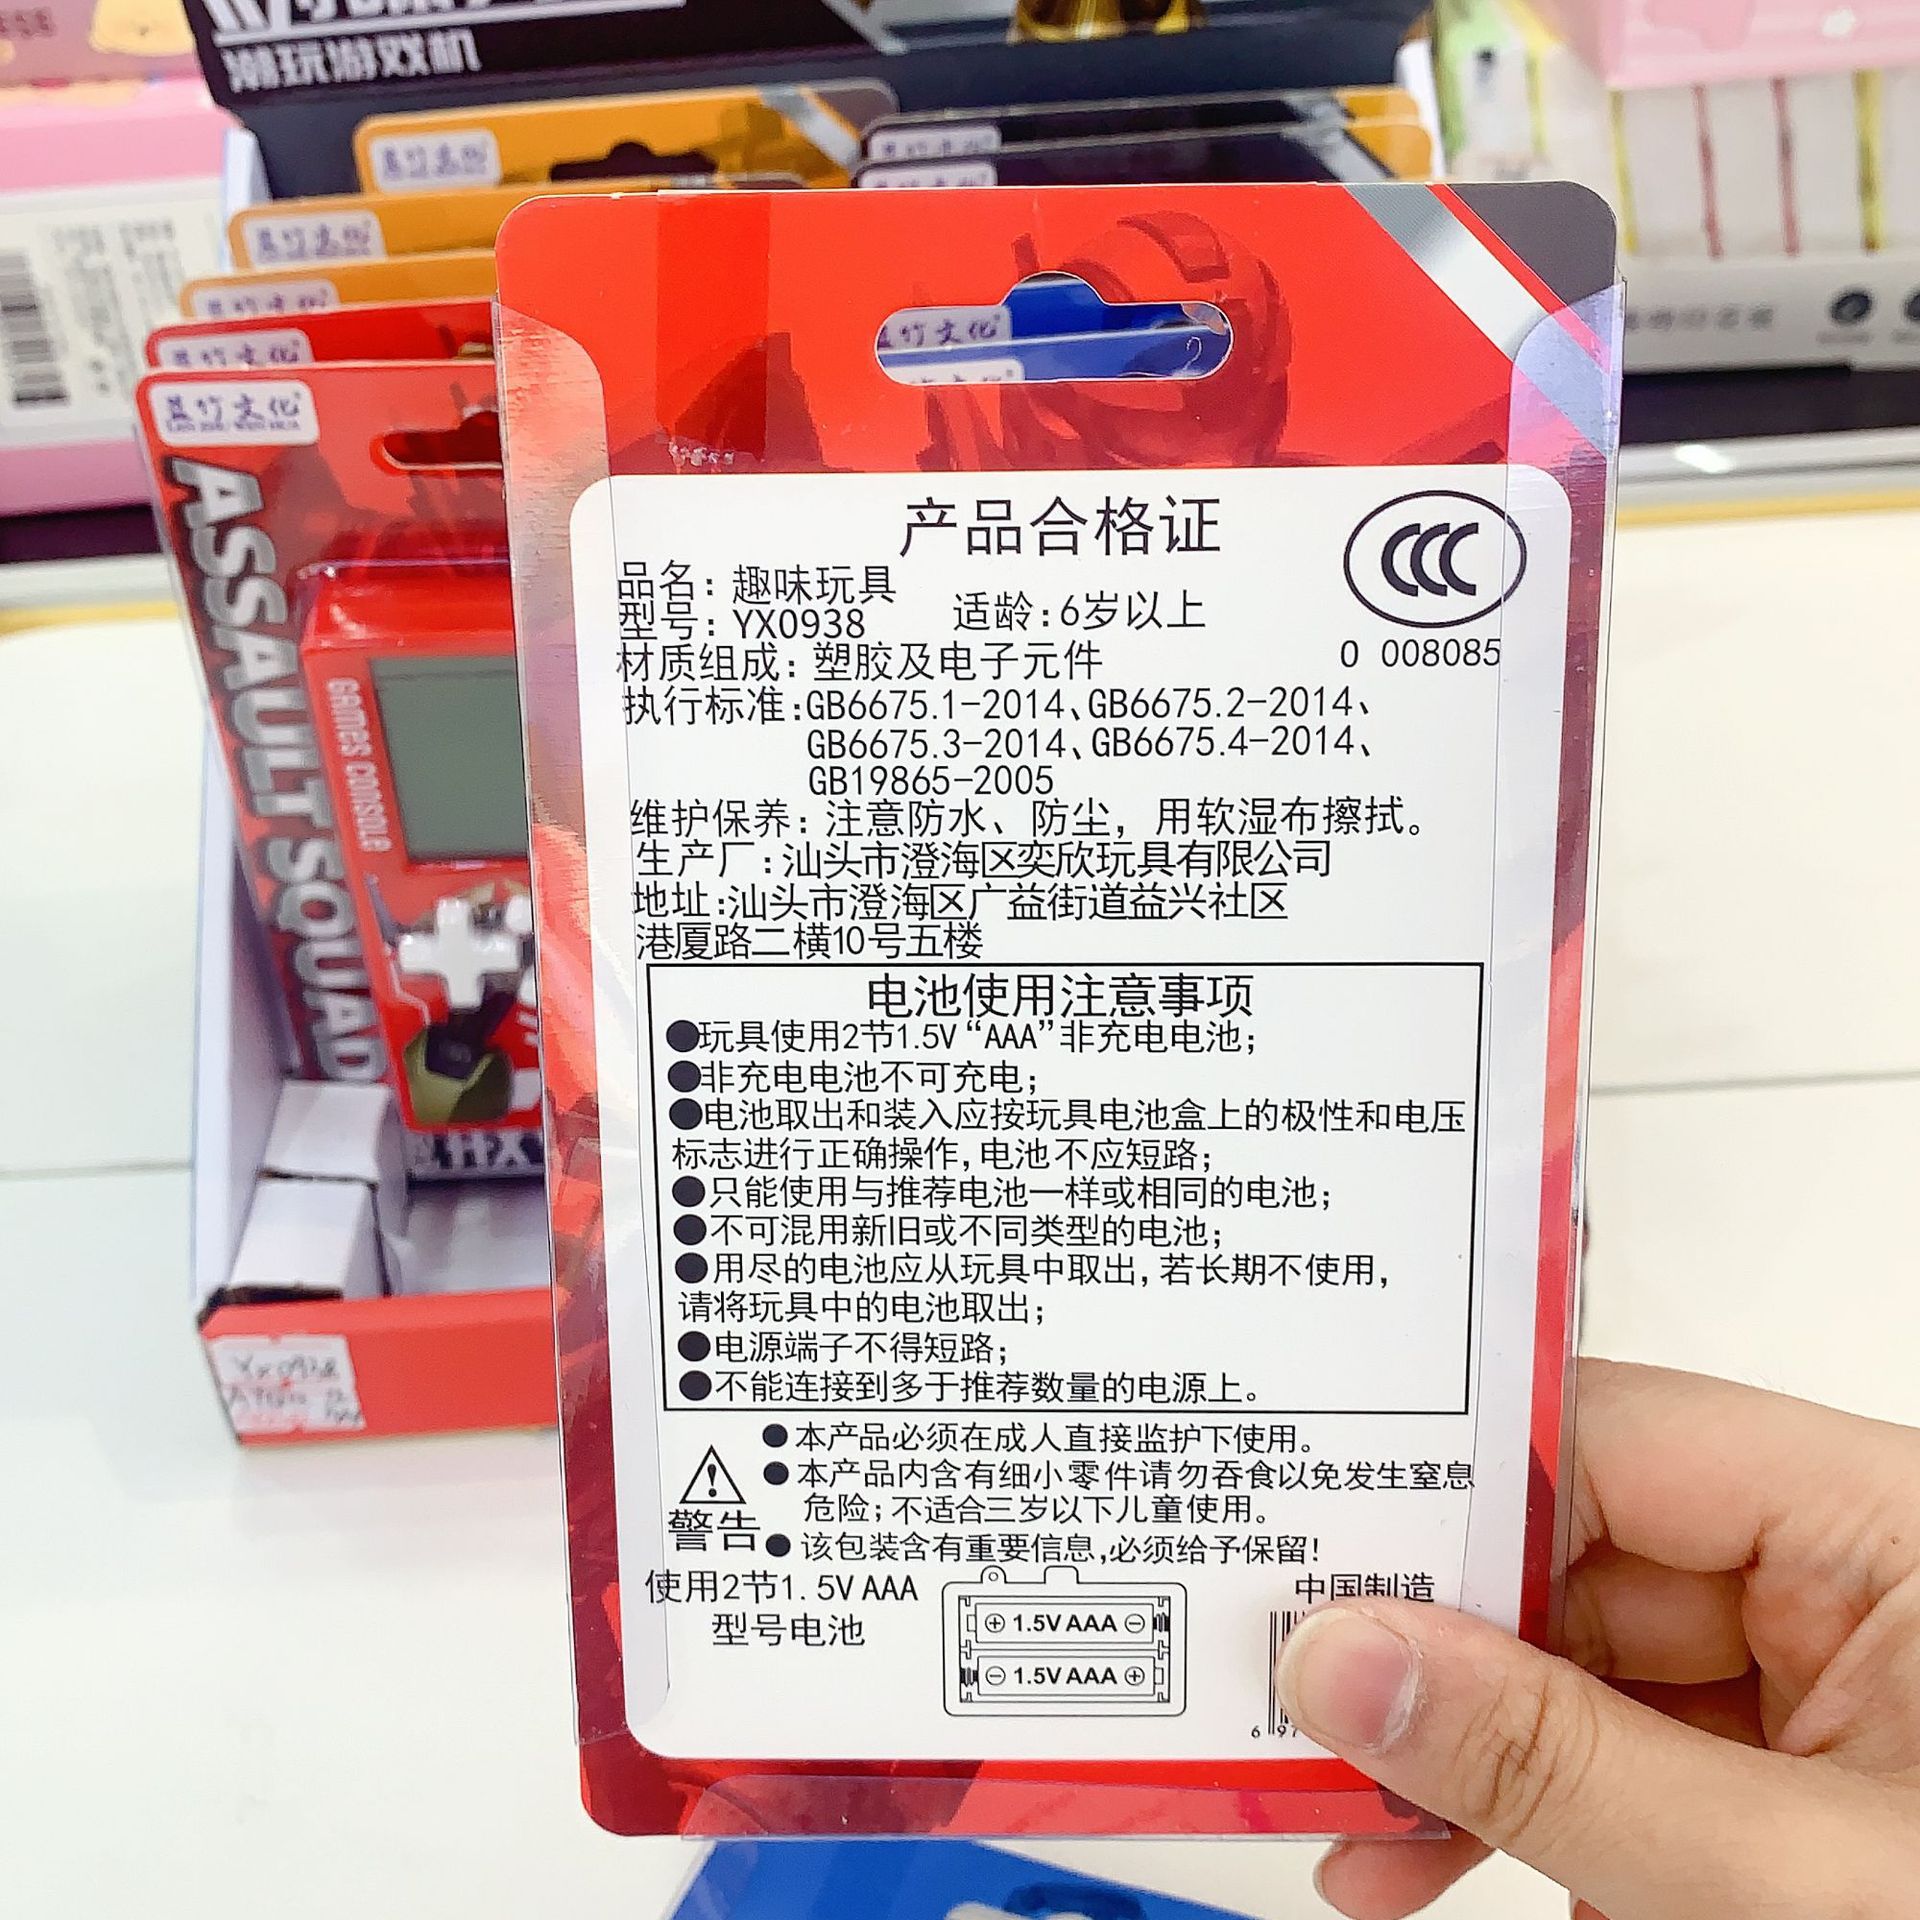 潮玩游戏机
蓝竹文化
蓝竹文化
蓝竹文化
ASSAULT SQUAD
Games console
产品合格证
品名：趣味玩具
型号：YX0938 适龄：6岁以上
0 008085
材质组成：塑胶及电子元件
执行标准：GB6675.1-2014、GB6675.2-2014、
GB6675.3-2014、GB6675.4-2014、
GB19865-2005
维护保养：注意防水、防尘，用软湿布擦拭。
生产厂：汕头市澄海区奕欣玩具有限公司
地址：汕头市澄海区广益街道益兴社区
港厦路二横10号五楼
电池使用注意事项
●玩具使用2节1.5V“AAA”非充电电池；
●非充电电池不可充电；
●电池取出和装入应按玩具电池盒上的极性和电压
标志进行正确操作，电池不应短路；
●只能使用与推荐电池一样或相同的电池；
●不可混用新旧或不同类型的电池；
●用尽的电池应从玩具中取出，若长期不使用，
请将玩具中的电池取出；
●电源端子不得短路；
●不能连接到多于推荐数量的电源上。
●本产品必须在成人直接监护下使用。
●本产品内含有细小零件请勿吞食以免发生窒息
危险；不适合三岁以下儿童使用。
警告
●该包装含有重要信息，必须给予保留！
使用2节1.5V AAA
型号电池
⊕ 1.5V AAA ⊖
⊖ 1.5V AAA ⊕
中国制造
6 97
YX0938